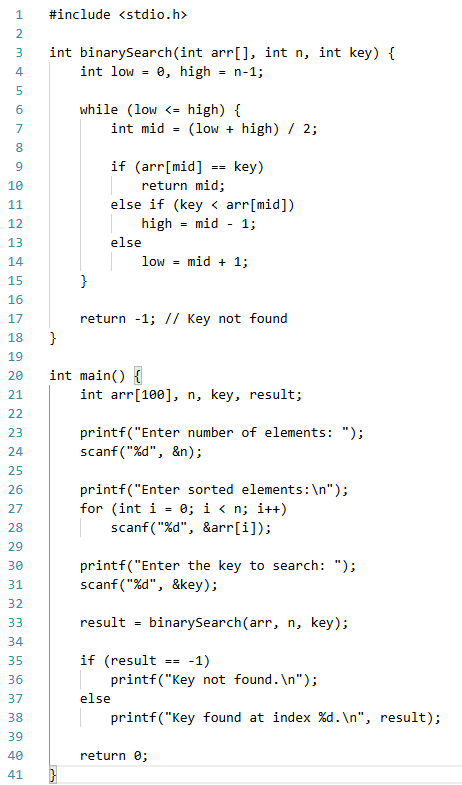 1 #include <stdio.h>
2
3 int binarySearch(int arr[], int n, int key) {
4     int low = 0, high = n-1;
5
6     while (low <= high) {
7         int mid = (low + high) / 2;
8
9         if (arr[mid] == key)
10             return mid;
11         else if (key < arr[mid])
12             high = mid - 1;
13         else
14             low = mid + 1;
15     }
16
17     return -1; // Key not found
18 }
19
20 int main() {
21     int arr[100], n, key, result;
22
23     printf("Enter number of elements: ");
24     scanf("%d", &n);
25
26     printf("Enter sorted elements:\n");
27     for (int i = 0; i < n; i++)
28         scanf("%d", &arr[i]);
29
30     printf("Enter the key to search: ");
31     scanf("%d", &key);
32
33     result = binarySearch(arr, n, key);
34
35     if (result == -1)
36         printf("Key not found.\n");
37     else
38         printf("Key found at index %d.\n", result);
39
40     return 0;
41 }